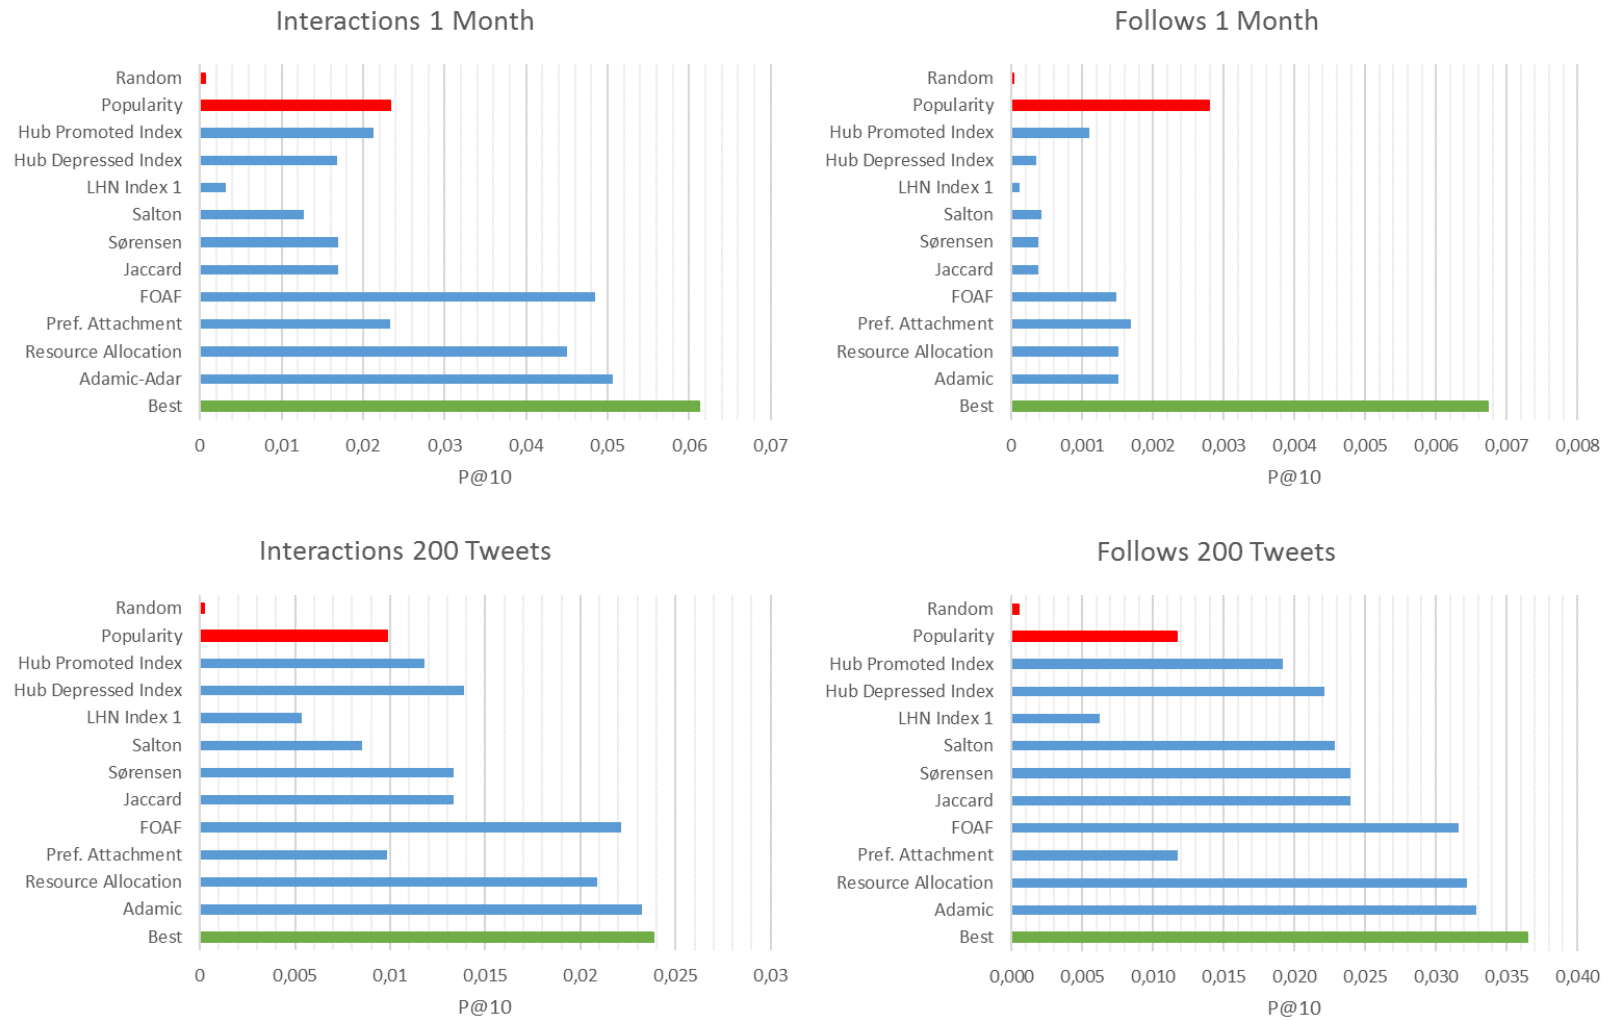 Interactions 1 Month
Random
Popularity
Hub Promoted Index
Hub Depressed Index
LHN Index 1
Salton
Sørensen
Jaccard
FOAF
Pref. Attachment
Resource Allocation
Adamic-Adar
Best
0 0,01 0,02 0,03 0,04 0,05 0,06 0,07
P@10
Follows 1 Month
Random
Popularity
Hub Promoted Index
Hub Depressed Index
LHN Index 1
Salton
Sørensen
Jaccard
FOAF
Pref. Attachment
Resource Allocation
Adamic
Best
0 0,001 0,002 0,003 0,004 0,005 0,006 0,007 0,008
P@10
Interactions 200 Tweets
Random
Popularity
Hub Promoted Index
Hub Depressed Index
LHN Index 1
Salton
Sørensen
Jaccard
FOAF
Pref. Attachment
Resource Allocation
Adamic
Best
0 0,005 0,01 0,015 0,02 0,025 0,03
P@10
Follows 200 Tweets
Random
Popularity
Hub Promoted Index
Hub Depressed Index
LHN Index 1
Salton
Sørensen
Jaccard
FOAF
Pref. Attachment
Resource Allocation
Adamic
Best
0,000 0,005 0,010 0,015 0,020 0,025 0,030 0,035 0,040
P@10